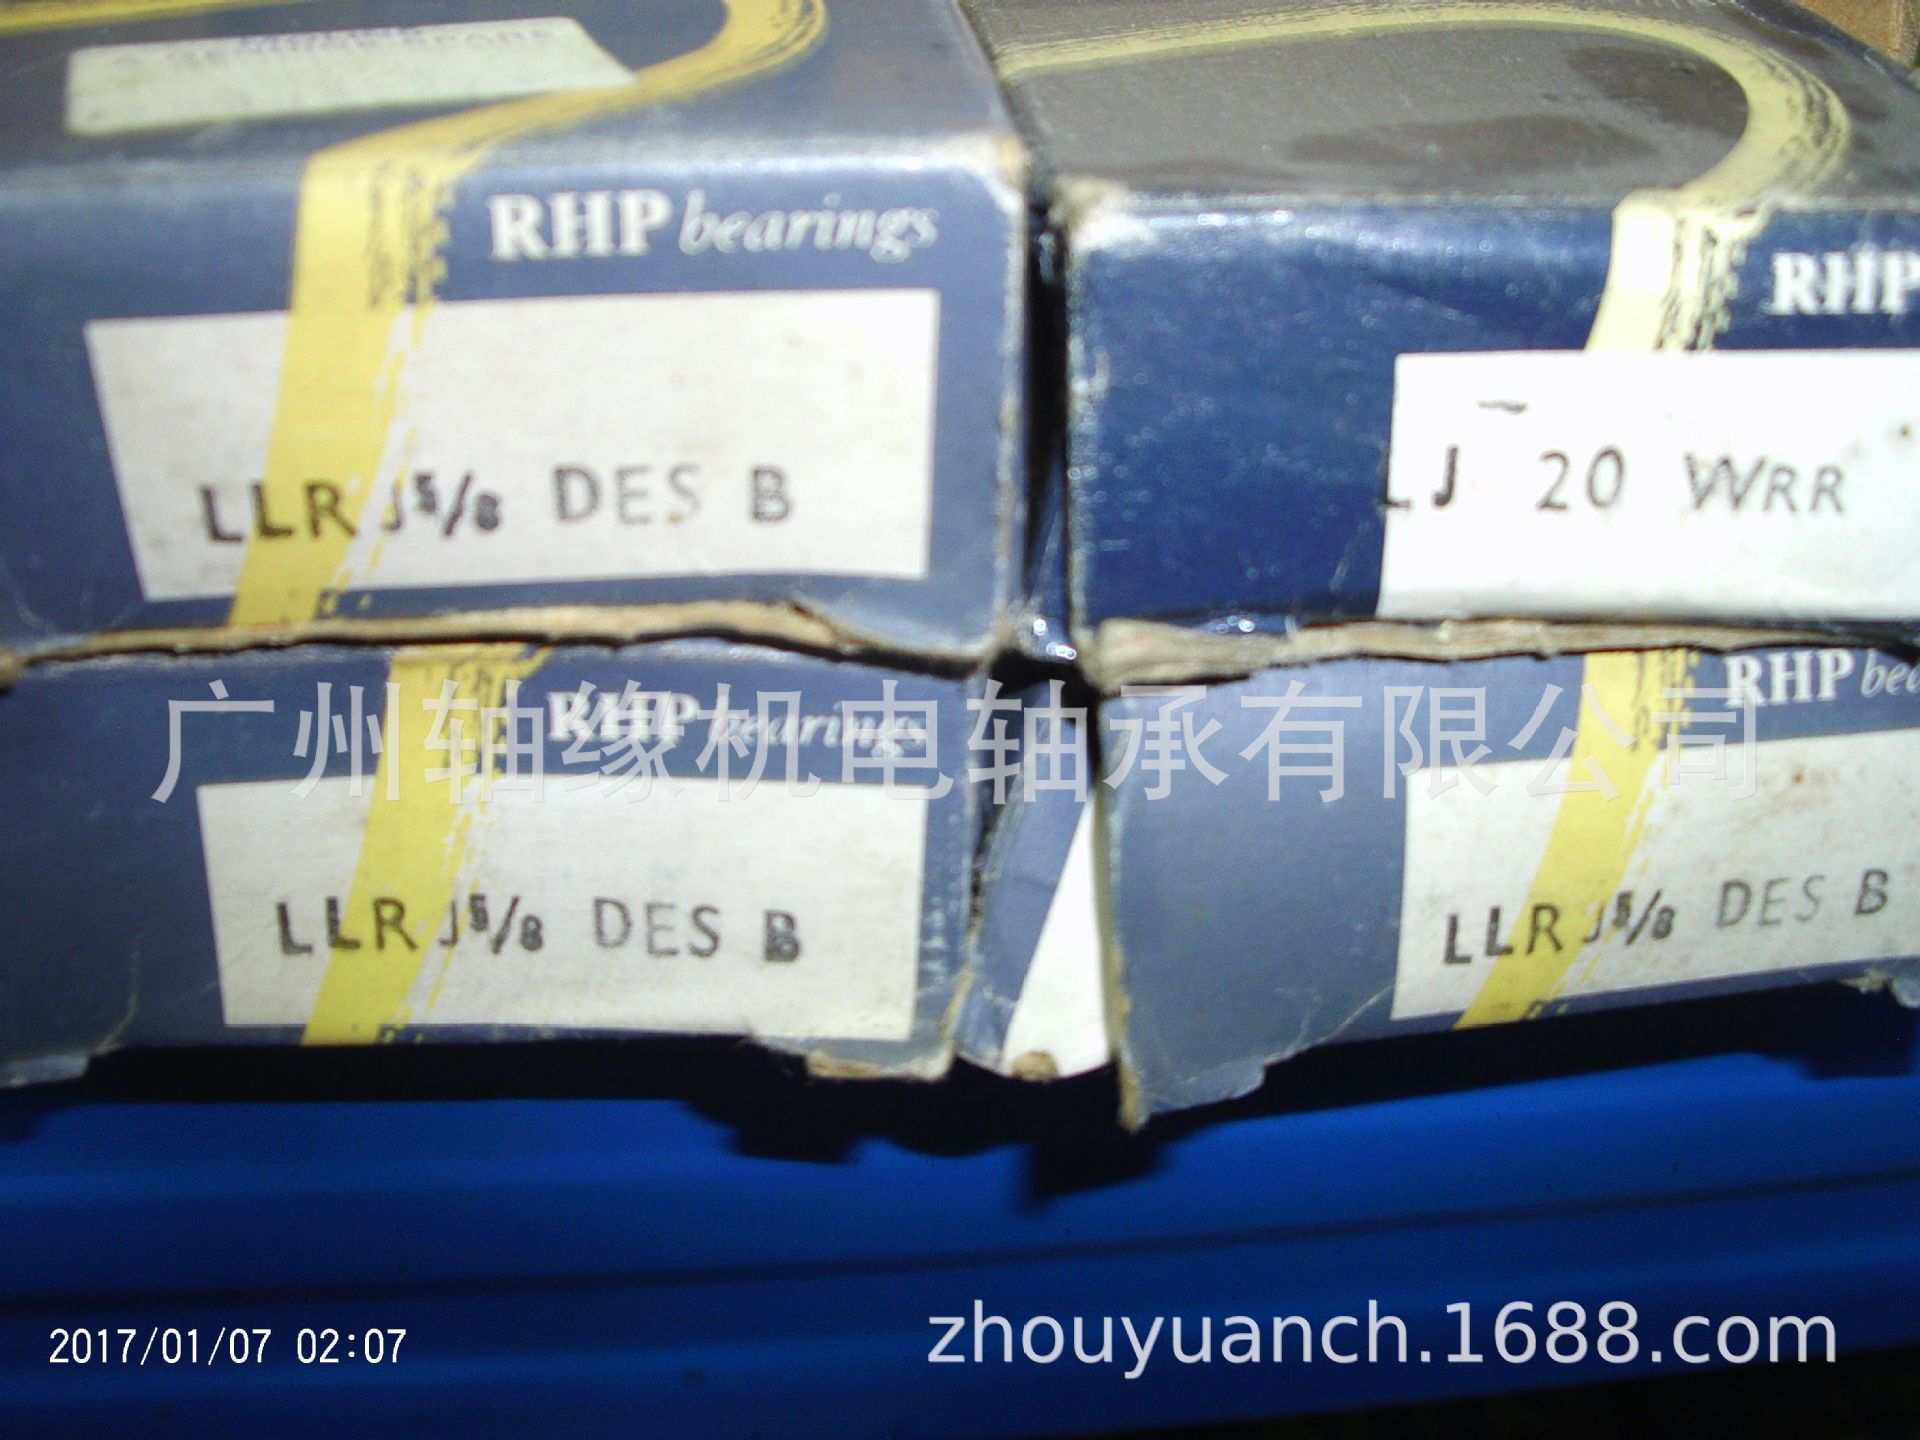 RHP bearings
LLR J5/8 DES B
RHP
LJ 20 WRR
RHP bearings
LLR J5/8 DES B
RHP bea
LLR J5/8 DES B
广州轴缘机电轴承有限公司
2017/01/07 02:07
zhouyuanch.1688.com